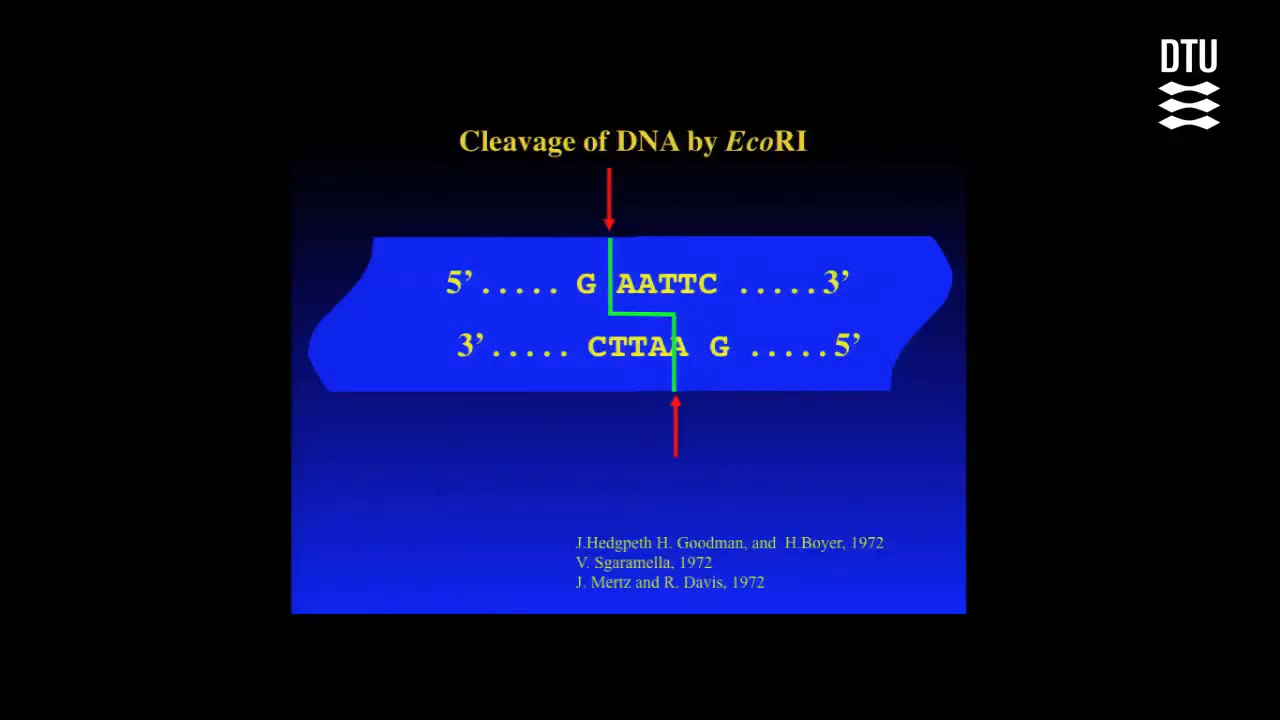 DTU
Cleavage of DNA by EcoRI
5’..... G AATTC .....3’
3’..... CTTAA G .....5’
J.Hedgpeth H. Goodman, and H.Boyer, 1972
V. Sgaramella, 1972
J. Mertz and R. Davis, 1972